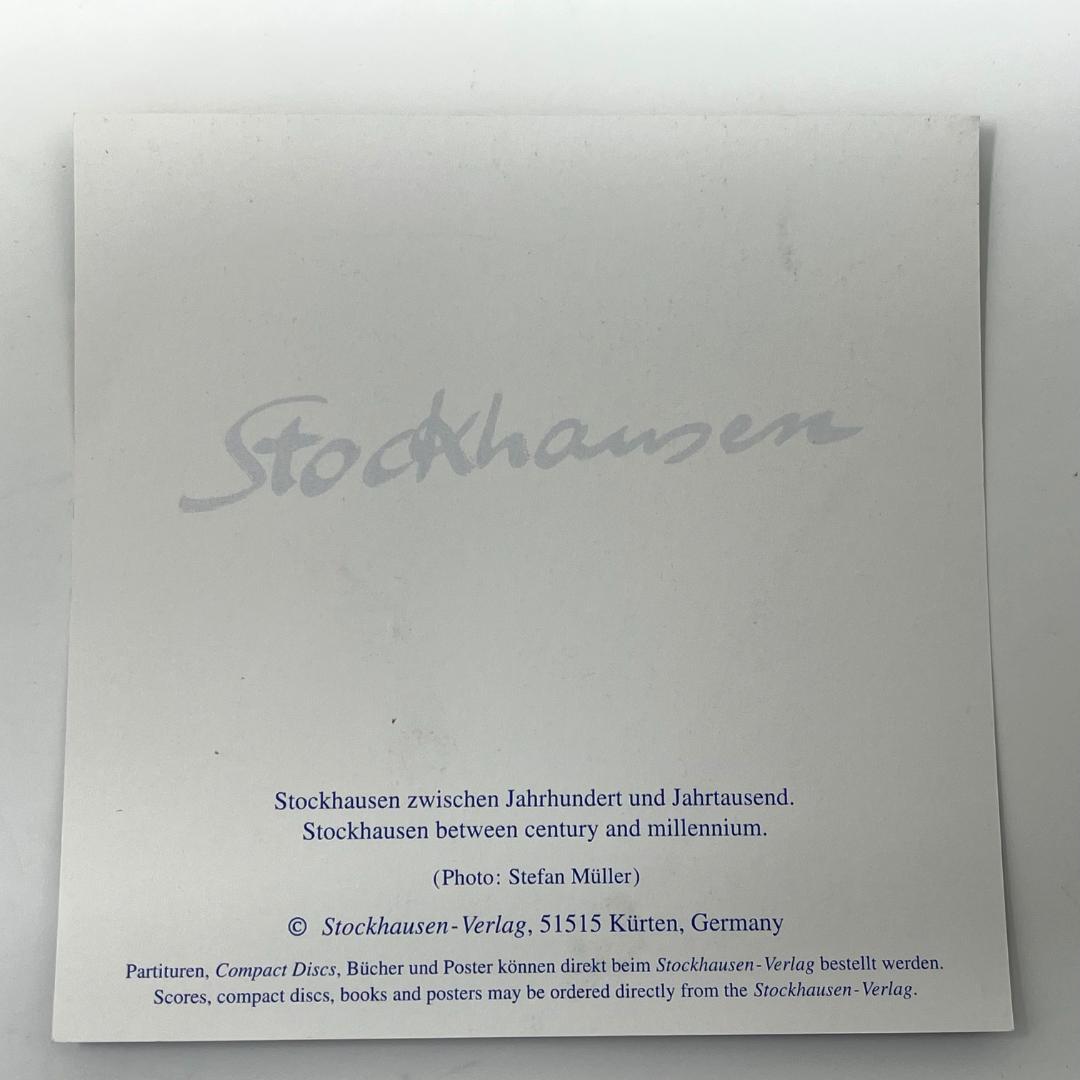 Stockhausen
Stockhausen zwischen Jahrhundert und Jahrtausend.
Stockhausen between century and millennium.
(Photo: Stefan Müller)
© Stockhausen-Verlag, 51515 Kürten, Germany
Partituren, Compact Discs, Bücher und Poster können direkt beim Stockhausen-Verlag bestellt werden.
Scores, compact discs, books and posters may be ordered directly from the Stockhausen-Verlag.